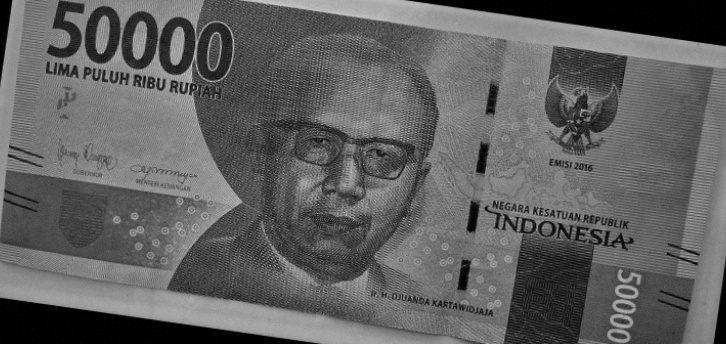 50000
LIMA PULUH RIBU RUPIAH
GUBERNUR
MENTERI KEUANGAN
EMISI 2016
NEGARA KESATUAN REPUBLIK
INDONESIA
Ir. H. DJUANDA KARTAWIDJAJA
50000